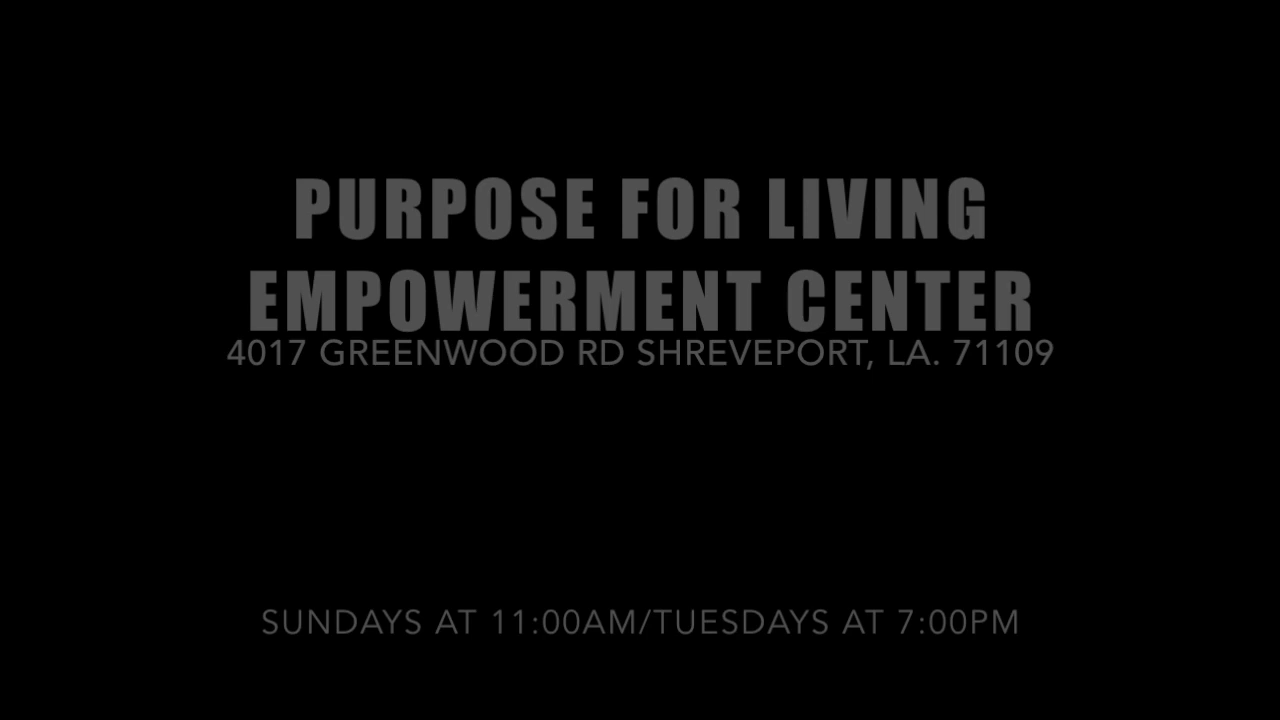 PURPOSE FOR LIVING
EMPOWERMENT CENTER
4017 GREENWOOD RD SHREVEPORT, LA. 71109
SUNDAYS AT 11:00AM/TUESDAYS AT 7:00PM